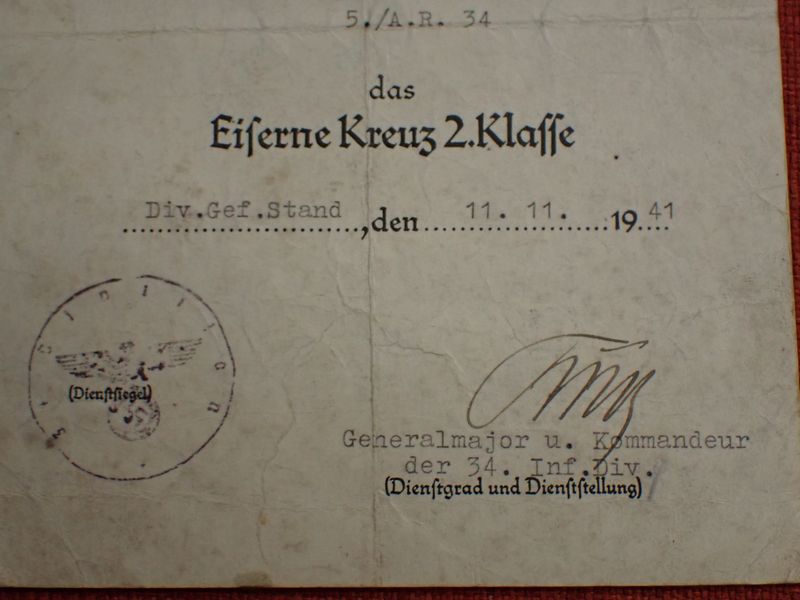 5./A.R. 34
das
Eiſerne Kreuz 2.Klaſſe
Div.Gef.Stand, den 11. 11. 1941
(Dienſtſiegel)
Generalmajor u. Kommandeur
der 34. Inf.Div.
(Dienſtgrad und Dienſtſtellung)